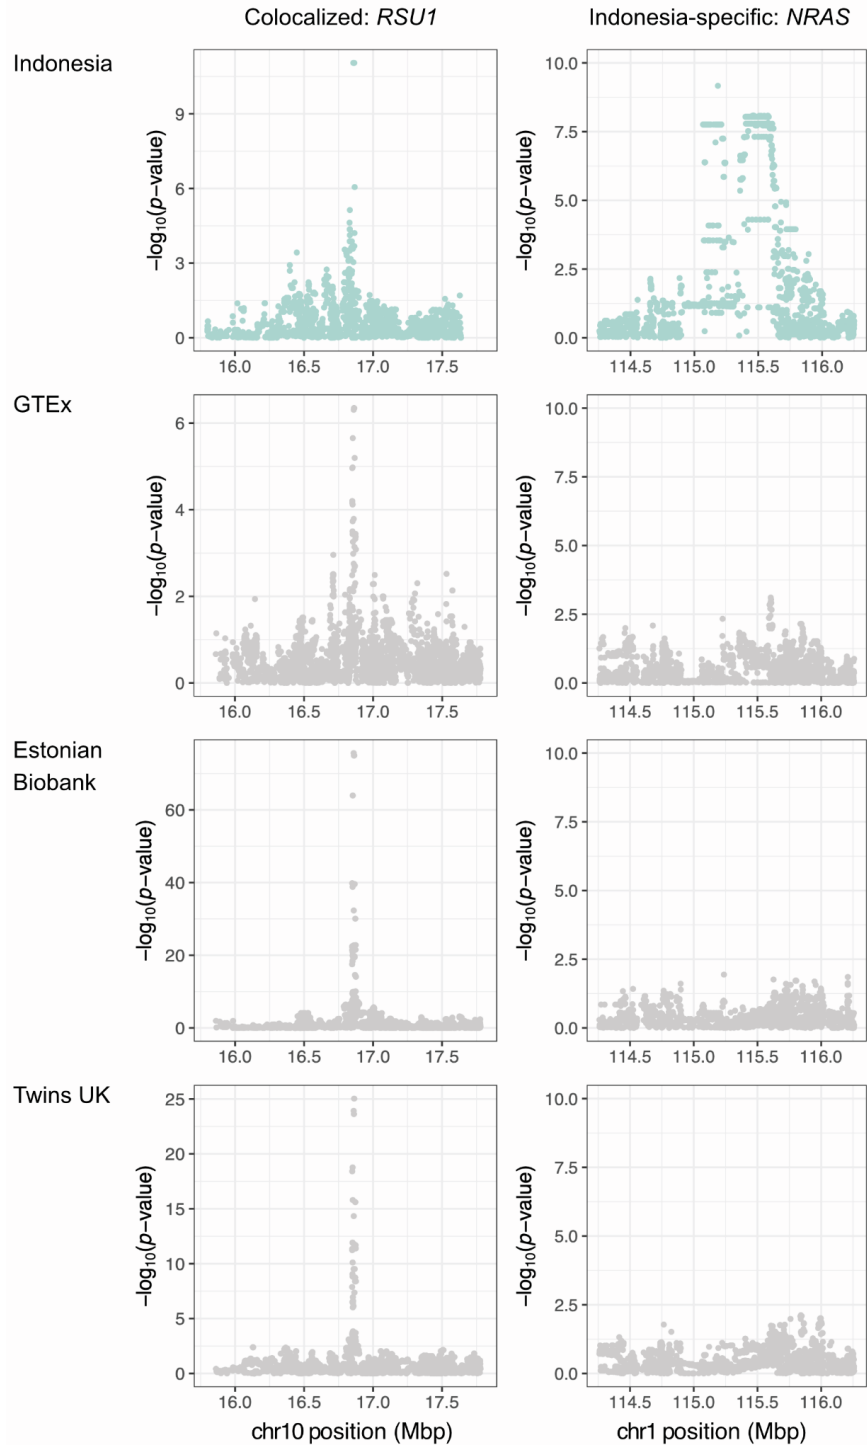 Colocalized: RSU1
Indonesia-specific: NRAS
Indonesia
−log10(p−value)
9
6
3
0
16.0 16.5 17.0 17.5
−log10(p−value)
10.0
7.5
5.0
2.5
0.0
114.5 115.0 115.5 116.0
GTEx
−log10(p−value)
6
4
2
0
16.0 16.5 17.0 17.5
−log10(p−value)
10.0
7.5
5.0
2.5
0.0
114.5 115.0 115.5 116.0
Estonian
Biobank
−log10(p−value)
60
40
20
0
16.0 16.5 17.0 17.5
−log10(p−value)
10.0
7.5
5.0
2.5
0.0
114.5 115.0 115.5 116.0
Twins UK
−log10(p−value)
25
20
15
10
5
0
16.0 16.5 17.0 17.5
chr10 position (Mbp)
−log10(p−value)
10.0
7.5
5.0
2.5
0.0
114.5 115.0 115.5 116.0
chr1 position (Mbp)